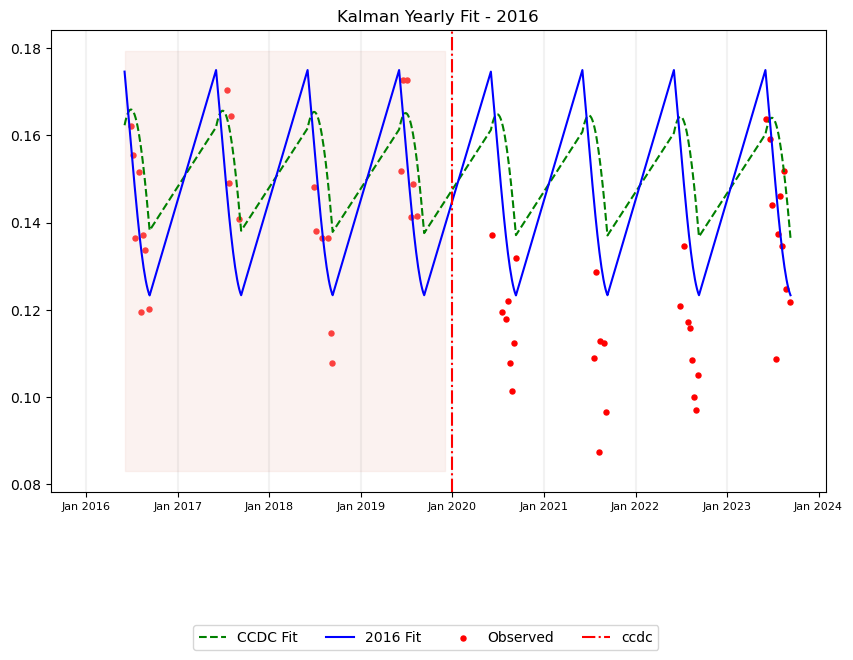 Kalman Yearly Fit - 2016
0.18
0.16
0.14
0.12
0.10
0.08
Jan 2016 Jan 2017 Jan 2018 Jan 2019 Jan 2020 Jan 2021 Jan 2022 Jan 2023 Jan 2024
CCDC Fit 2016 Fit Observed ccdc